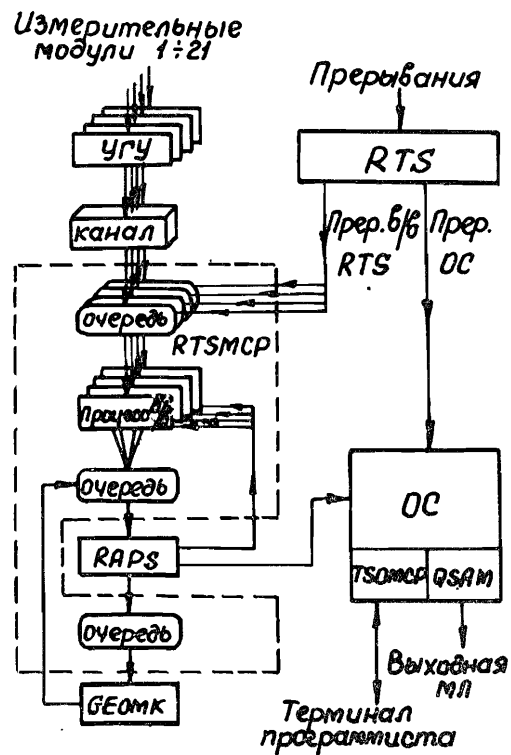 Измерительные
модули 1÷21
Прерывания
УГУ
RTS
канал
Прер. в/в
RTS
Прер.
ОС
очередь
RTSMCP
очередь
ОС
RAPS
TSOMCP
QSAM
очередь
Выходная
мл
GEOMK
Терминал
программиста